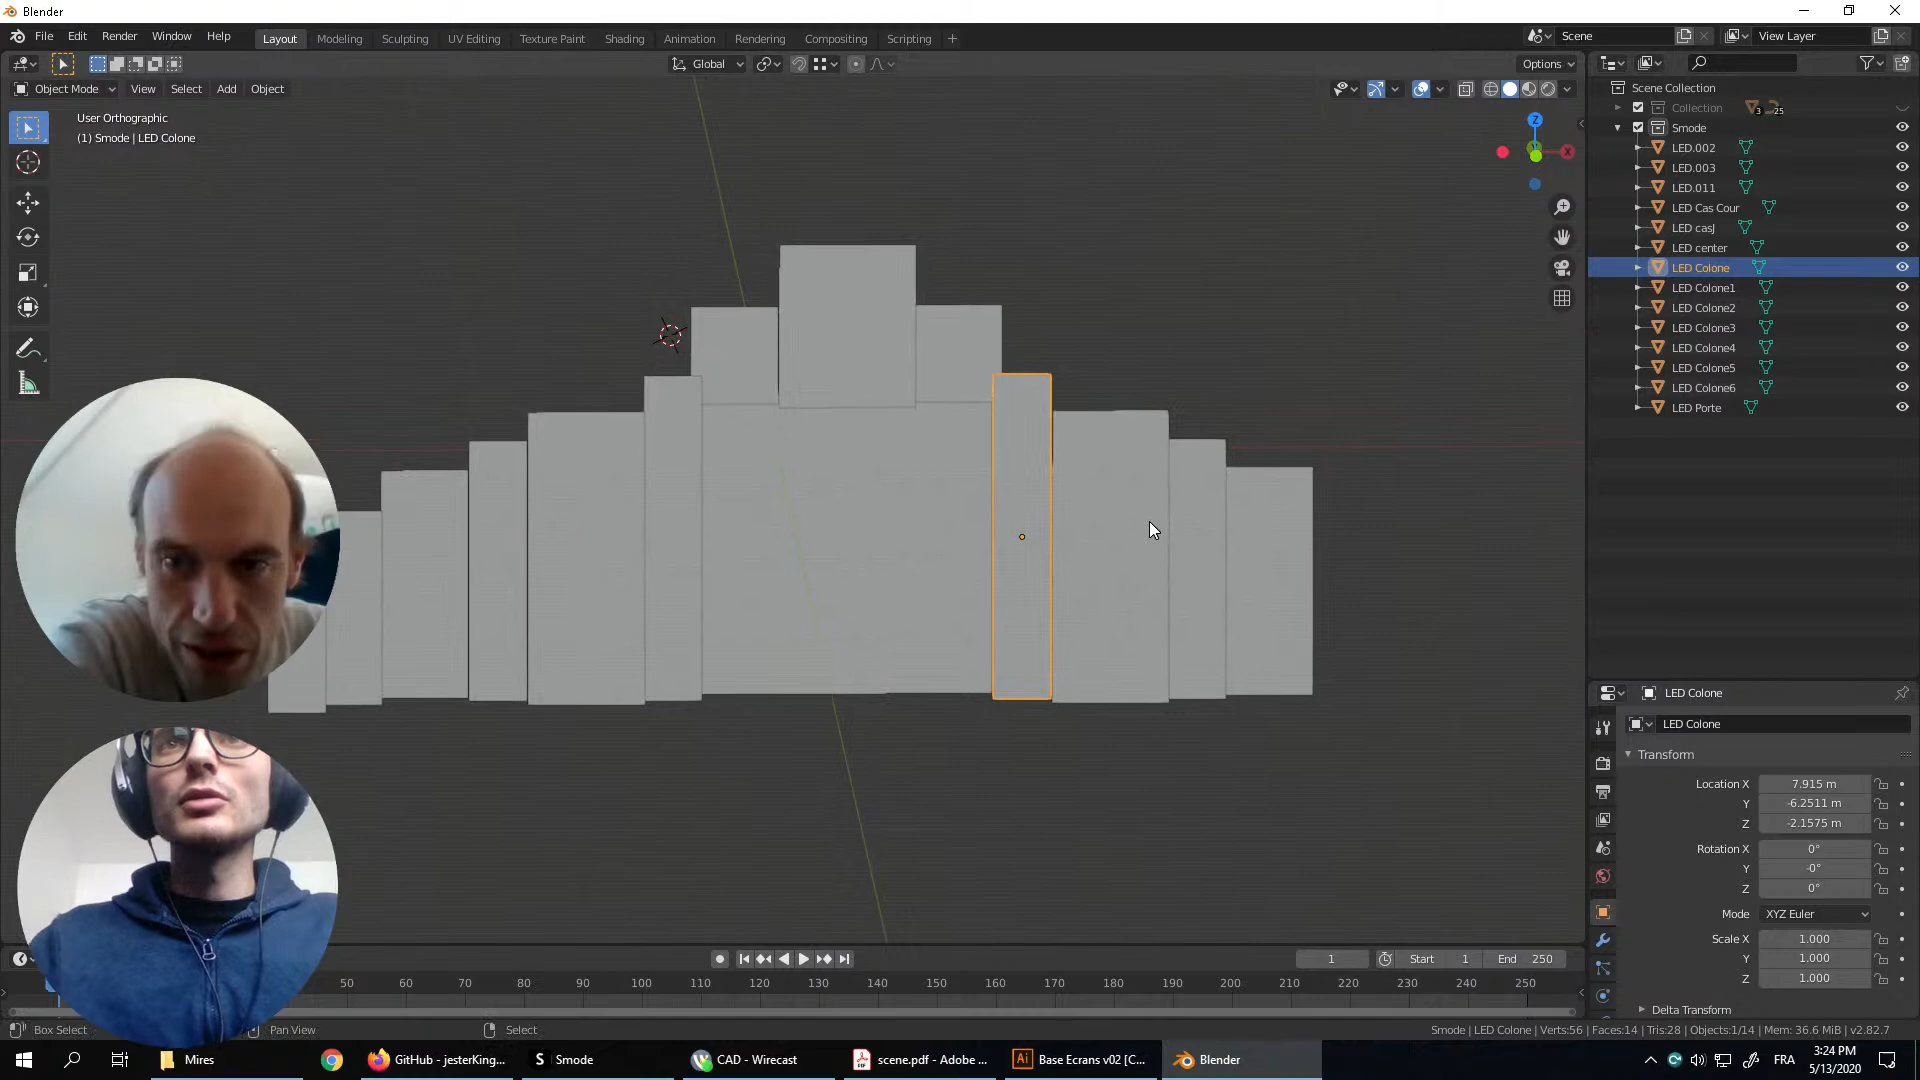 Blender
File Edit Render Window Help
Layout Modeling Sculpting UV Editing Texture Paint Shading Animation Rendering Compositing Scripting +
Scene
View Layer
Global
Options
Object Mode View Select Add Object
User Orthographic
(1) Smode | LED Colone
Z
X
Scene Collection
Collection 3 25
Smode
LED.002
LED.003
LED.011
LED Cas Cour
LED casJ
LED center
LED Colone
LED Colone1
LED Colone2
LED Colone3
LED Colone4
LED Colone5
LED Colone6
LED Porte
LED Colone
LED Colone
Transform
Location X 7.915 m
Y -6.2511 m
Z -2.1575 m
Rotation X 0°
Y -0°
Z 0°
Mode XYZ Euler
Scale X 1.000
Y 1.000
Z 1.000
Delta Transform
1 Start 1 End 250
50 60 70 80 90 100 110 120 130 140 150 160 170 180 190 200 210 220 230 240 250
Box Select Pan View Select
Smode | LED Colone | Verts:56 | Faces:14 | Tris:28 | Objects:1/14 | Mem: 36.6 MiB | v2.82.7
Mires
GitHub - jesterKing...
Smode
CAD - Wirecast
scene.pdf - Adobe ...
Base Ecrans v02 [C...
Blender
FRA
3:24 PM
5/13/2020